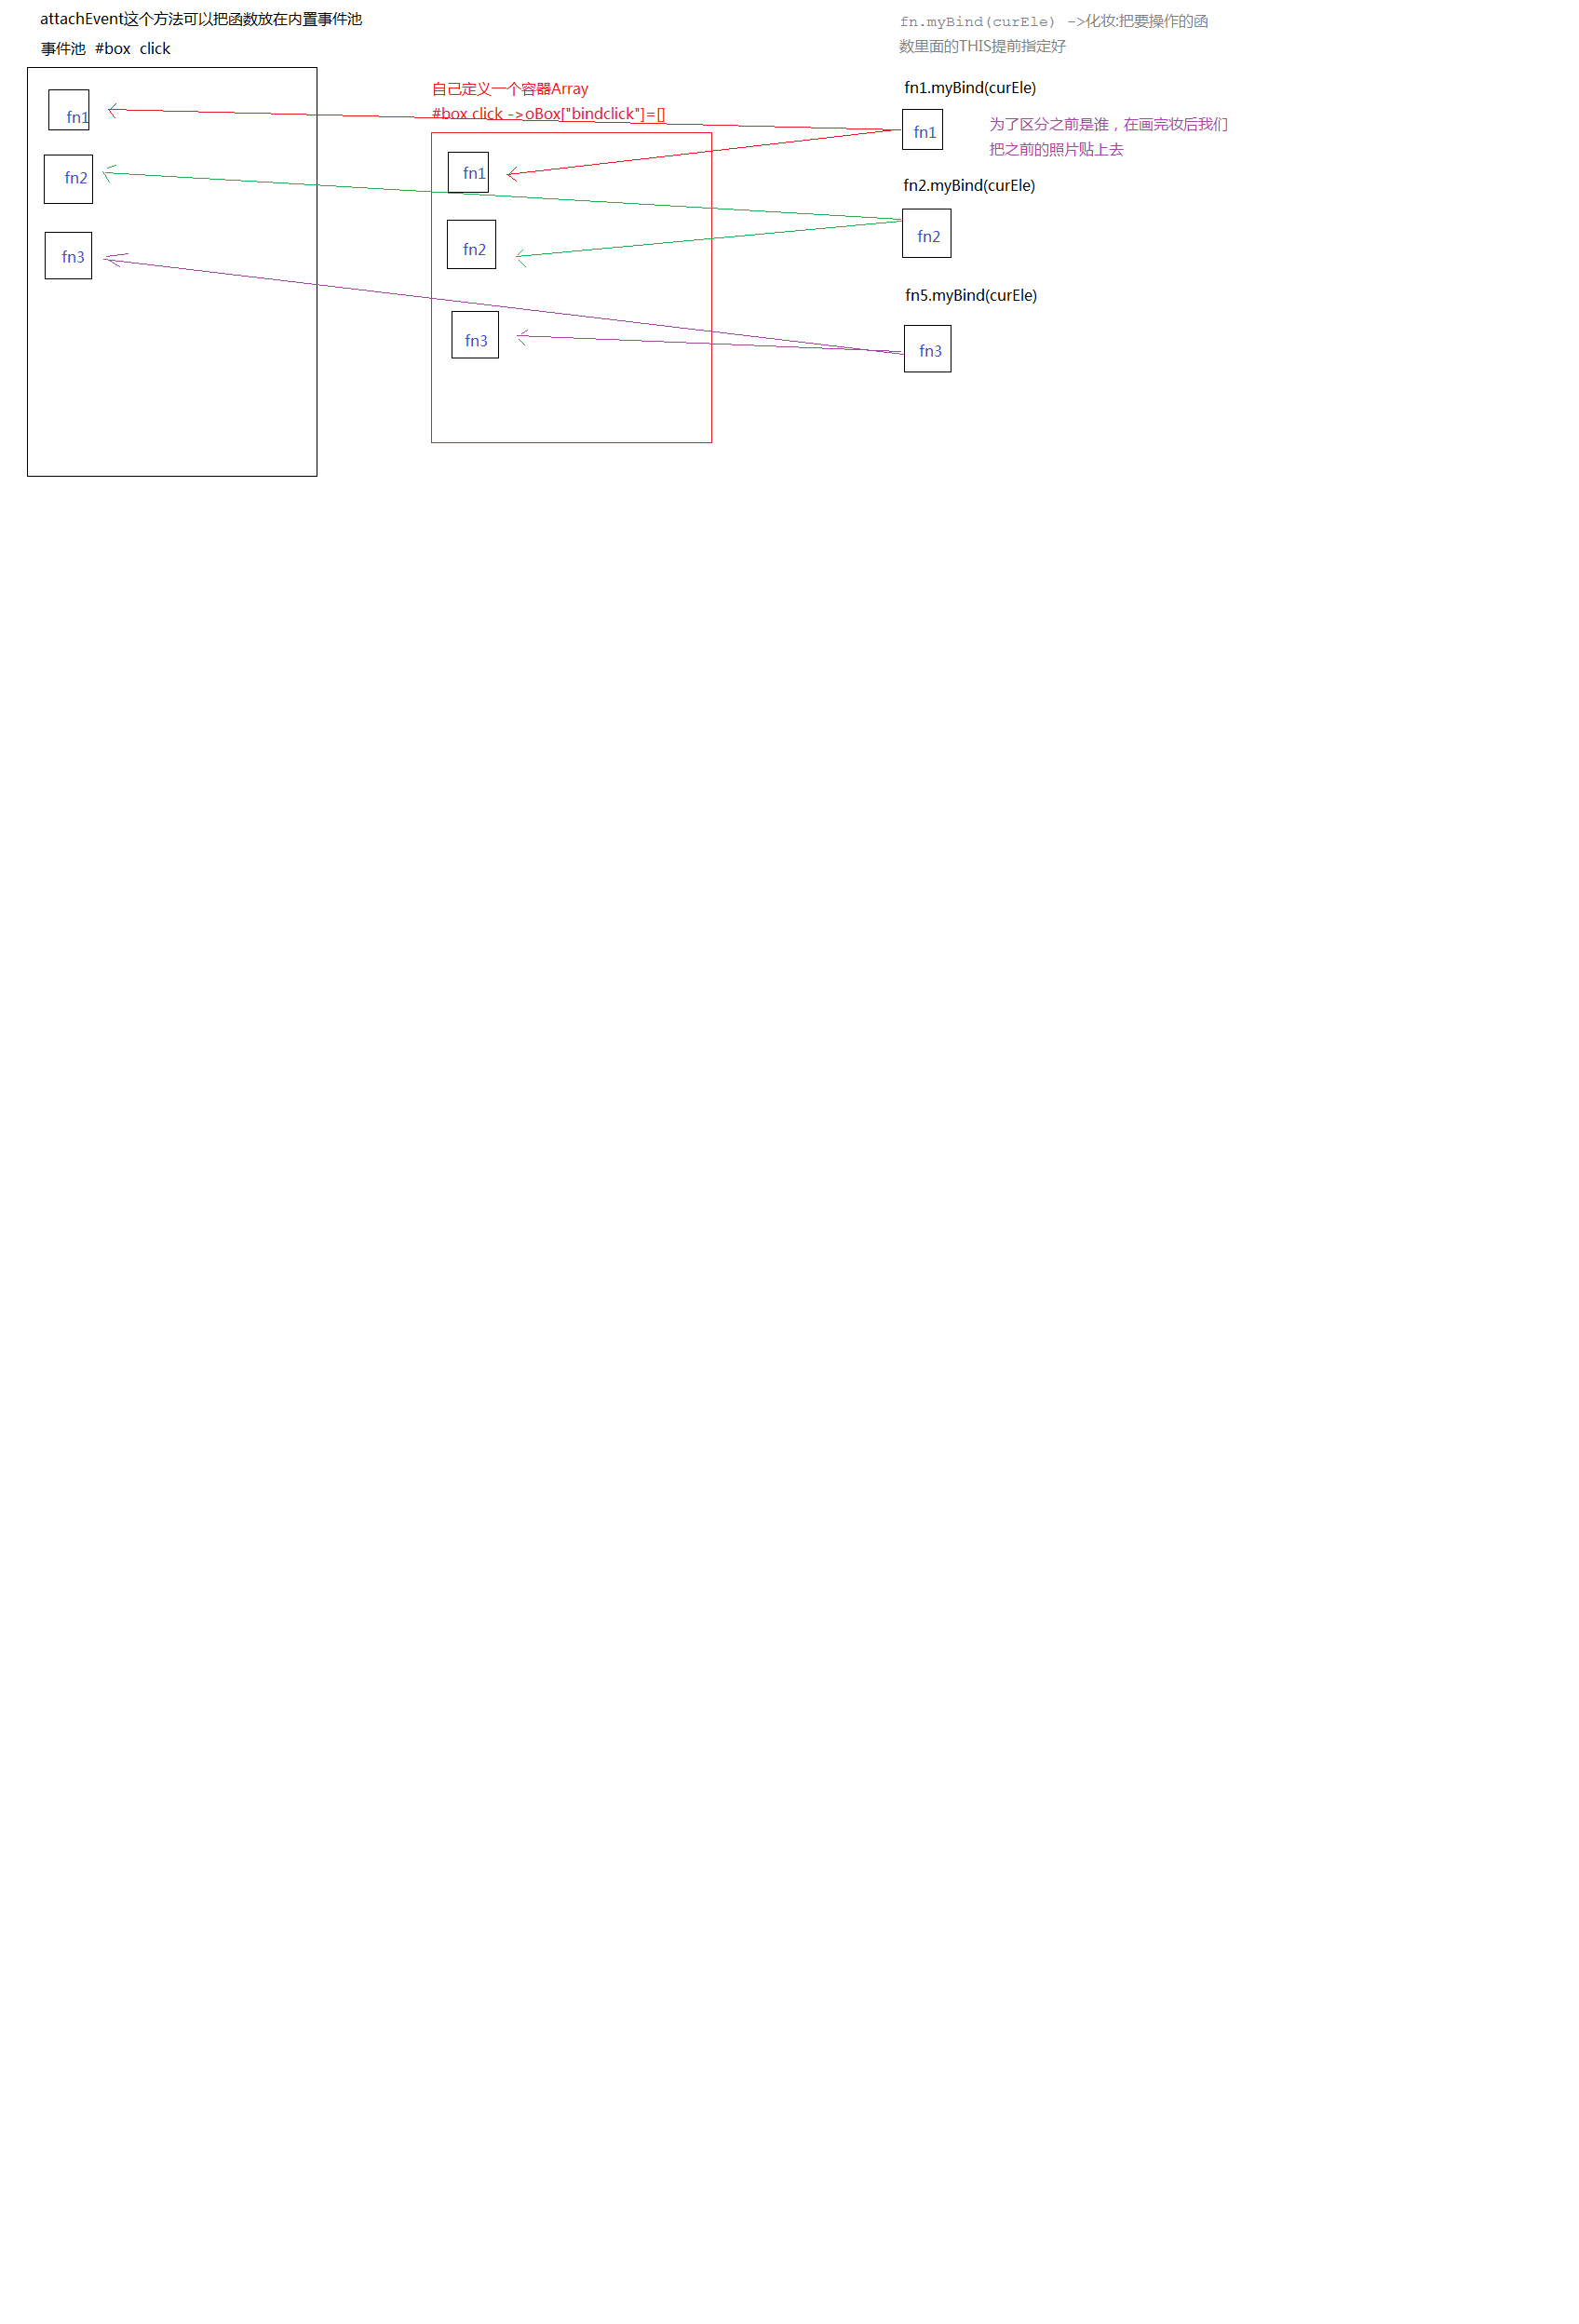 attachEvent这个方法可以把函数放在内置事件池
事件池 #box click
fn1
fn2
fn3
自己定义一个容器Array
#box click ->oBox["bindclick"]=[]
fn1
fn2
fn3
fn.myBind(curEle) ->化妆:把要操作的函
数里面的THIS提前指定好
fn1.myBind(curEle)
fn1
为了区分之前是谁，在画完妆后我们
把之前的照片贴上去
fn2.myBind(curEle)
fn2
fn5.myBind(curEle)
fn3